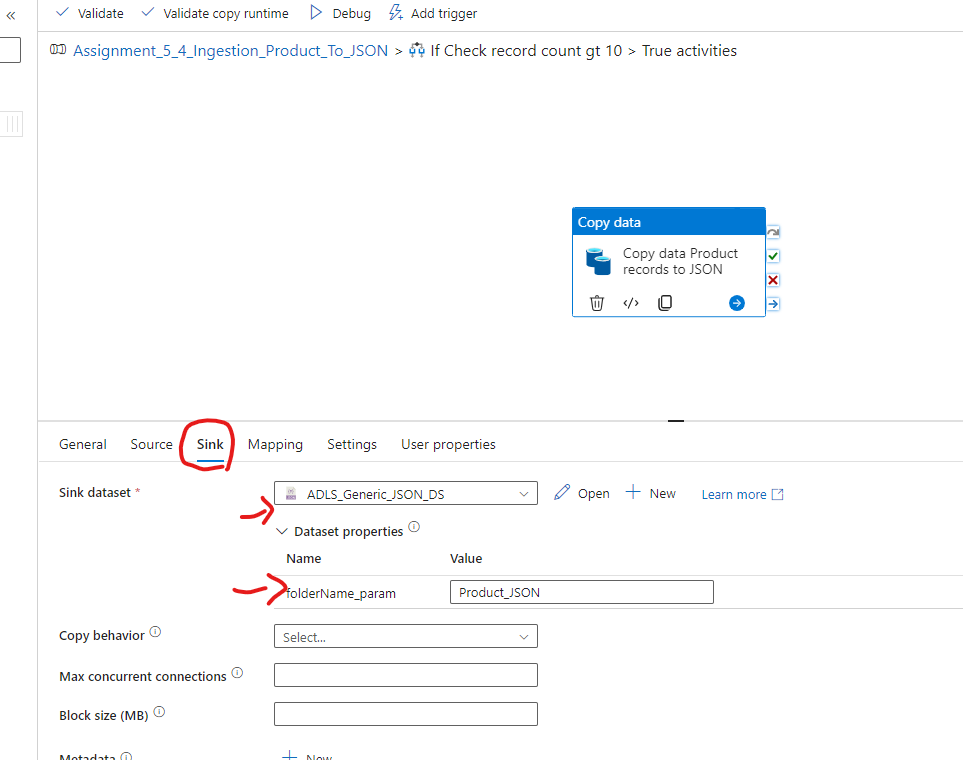 Validate Validate copy runtime Debug Add trigger
Assignment_5_4_Ingestion_Product_To_JSON > If Check record count gt 10 > True activities
Copy data
Copy data Product
records to JSON
General Source Sink Mapping Settings User properties
Sink dataset * ADLS_Generic_JSON_DS Open New Learn more
Dataset properties
Name Value
folderName_param Product_JSON
Copy behavior Select...
Max concurrent connections
Block size (MB)
Metadata New